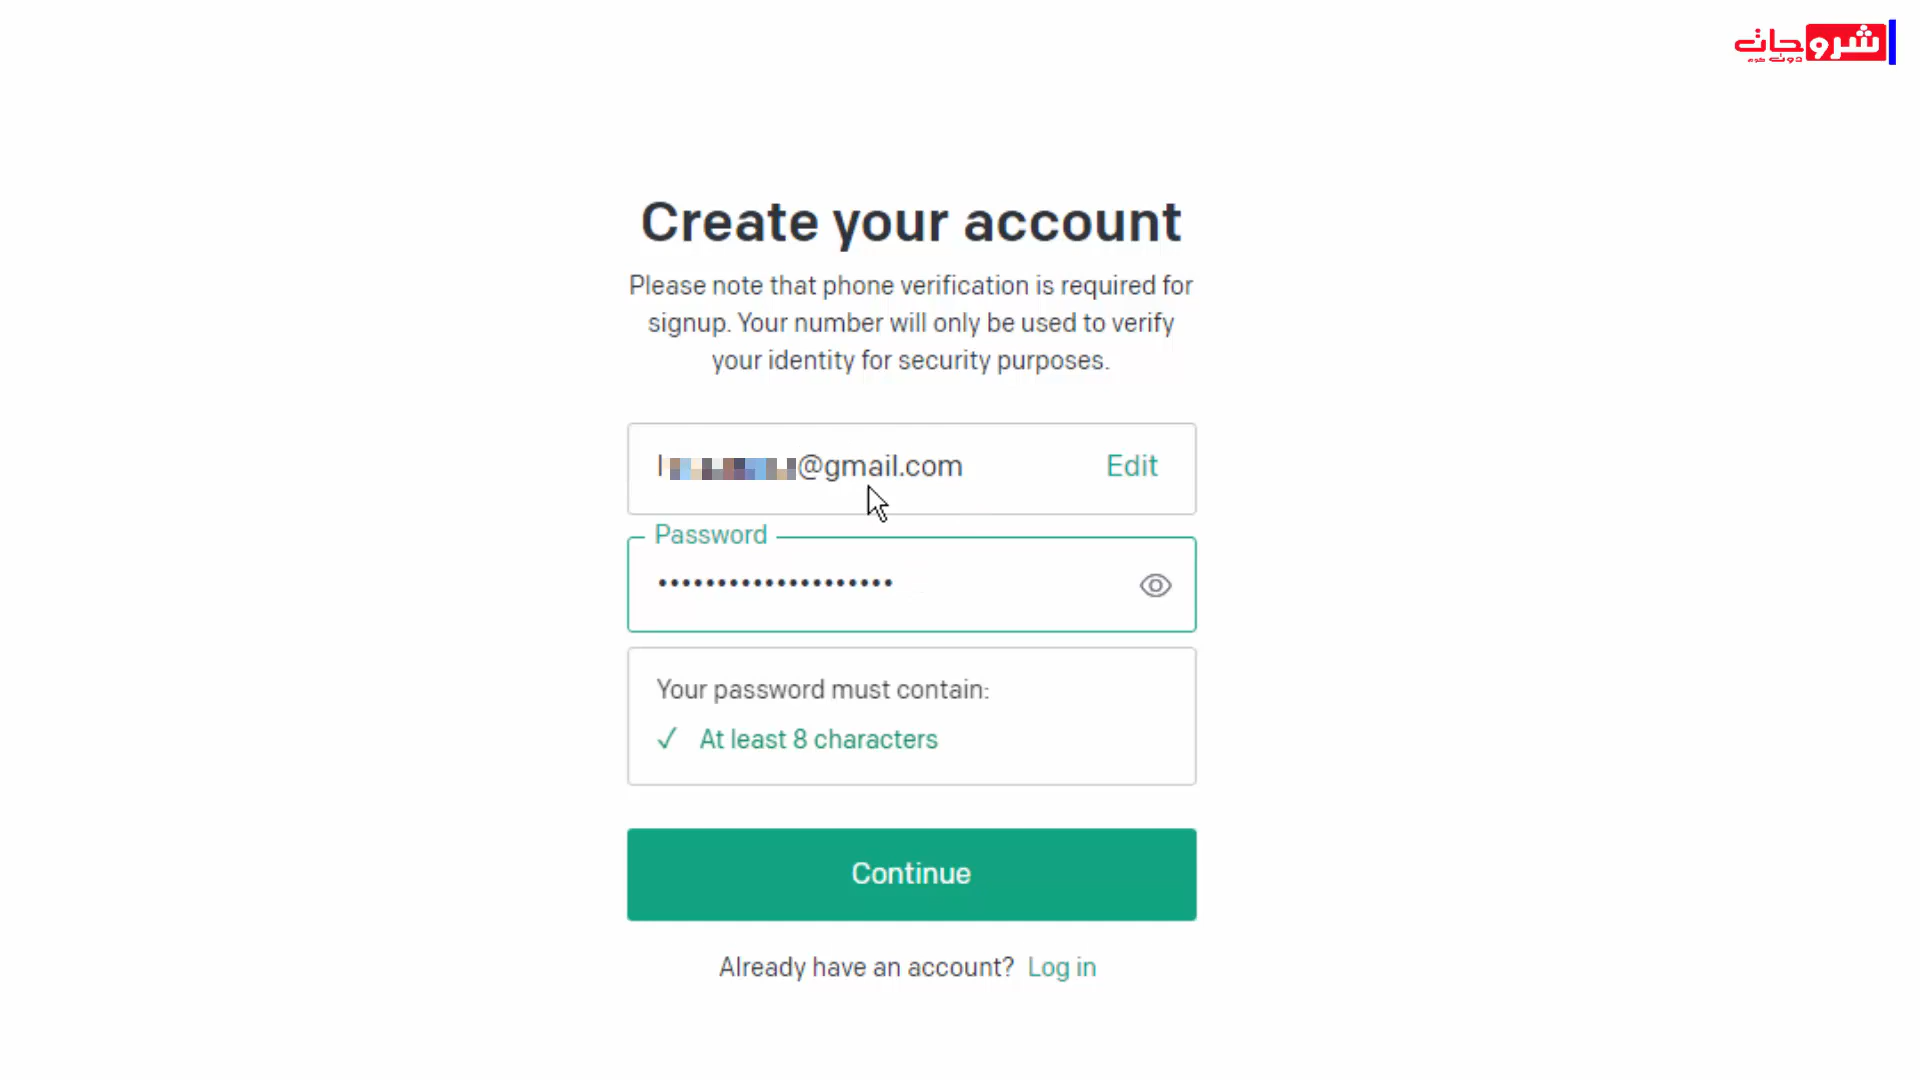 شروحات
دوت كوم
Create your account
Please note that phone verification is required for
signup. Your number will only be used to verify
your identity for security purposes.
@gmail.com
Edit
Password
Your password must contain:
✓ At least 8 characters
Continue
Already have an account? Log in